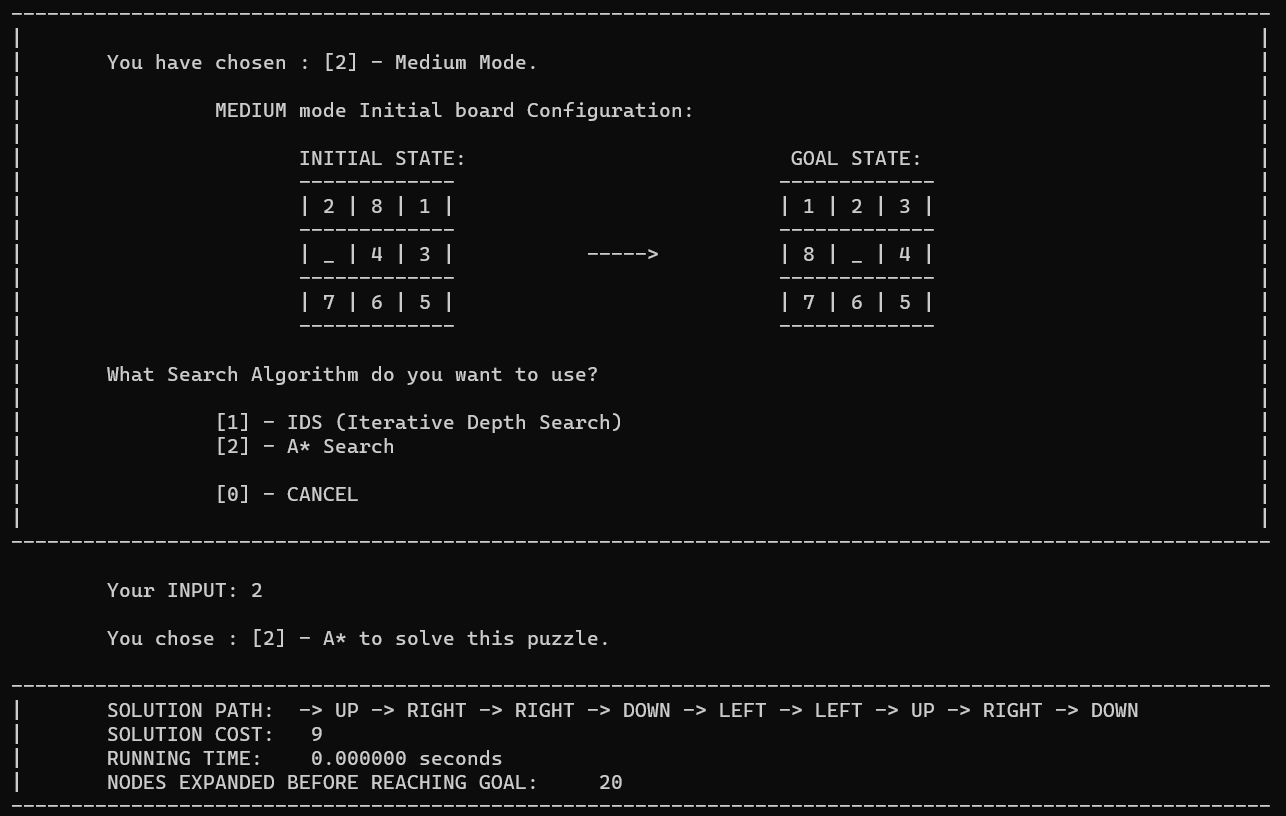 You have chosen : [2] - Medium Mode.
MEDIUM mode Initial board Configuration:
INITIAL STATE: GOAL STATE:
-------------   -------------
| 2 | 8 | 1 |   | 1 | 2 | 3 |
-------------   -------------
| _ | 4 | 3 |   ----->   | 8 | _ | 4 |
-------------   -------------
| 7 | 6 | 5 |   | 7 | 6 | 5 |
-------------   -------------
What Search Algorithm do you want to use?
[1] - IDS (Iterative Depth Search)
[2] - A* Search
[0] - CANCEL
Your INPUT: 2
You chose : [2] - A* to solve this puzzle.
SOLUTION PATH: -> UP -> RIGHT -> RIGHT -> DOWN -> LEFT -> LEFT -> UP -> RIGHT -> DOWN
SOLUTION COST: 9
RUNNING TIME: 0.000000 seconds
NODES EXPANDED BEFORE REACHING GOAL: 20